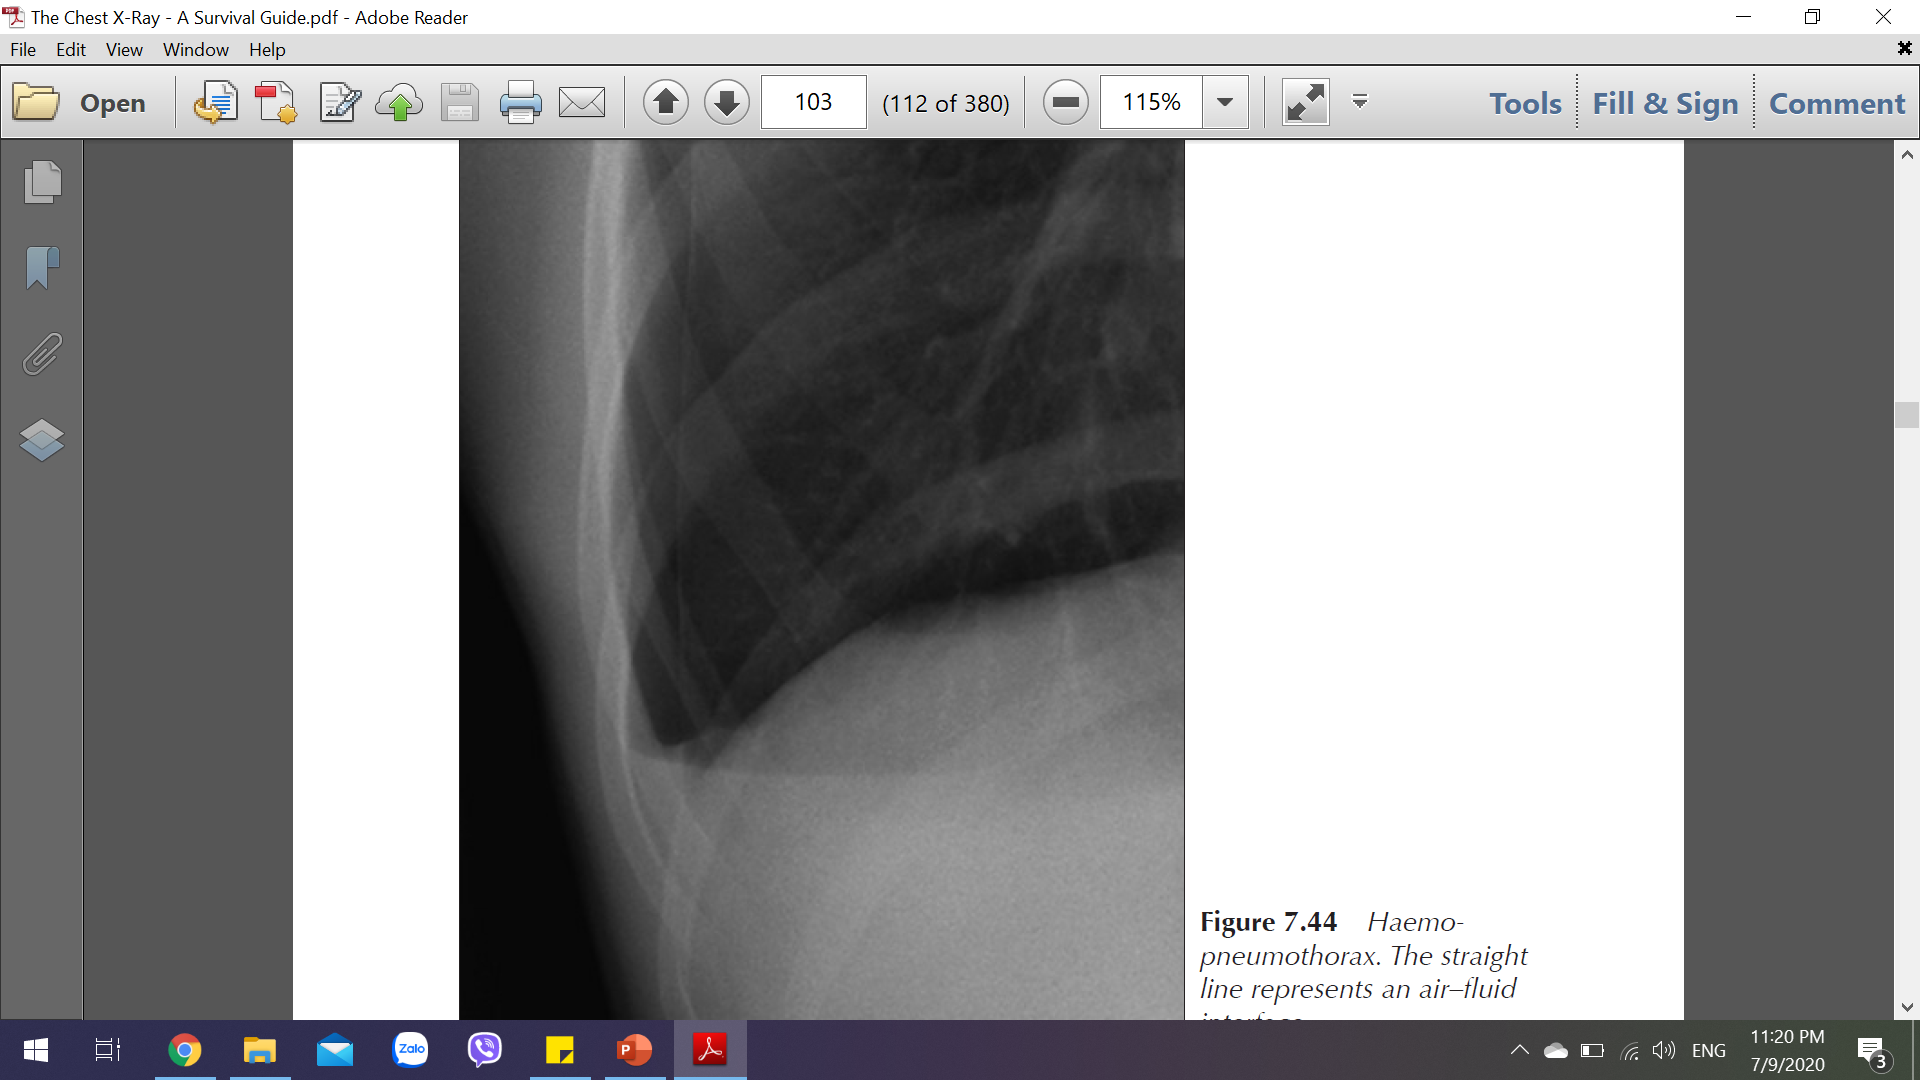 The Chest X-Ray - A Survival Guide.pdf - Adobe Reader
File Edit View Window Help
Open 103 (112 of 380) 115% Tools Fill & Sign Comment
Figure 7.44 Haemo-
pneumothorax. The straight
line represents an air–fluid
interface
Zalo
P
ENG
11:20 PM
7/9/2020
3